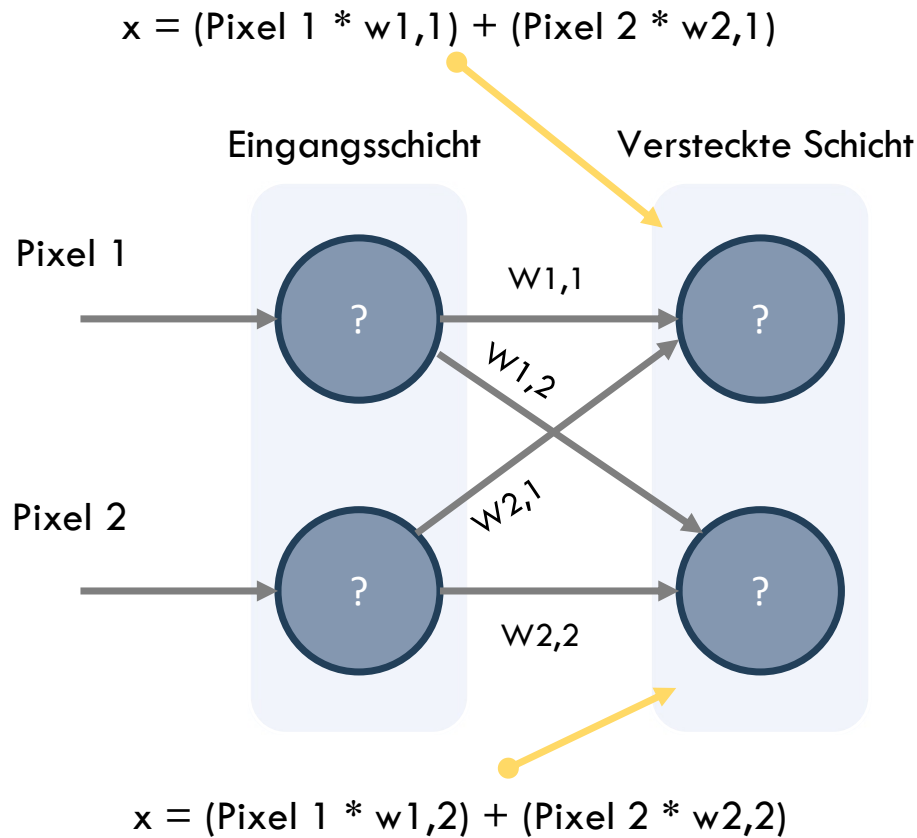 x = (Pixel 1 * w1,1) + (Pixel 2 * w2,1)
Eingangsschicht
Versteckte Schicht
Pixel 1
W1,1
?
?
W1,2
Pixel 2
W2,1
?
?
W2,2
x = (Pixel 1 * w1,2) + (Pixel 2 * w2,2)